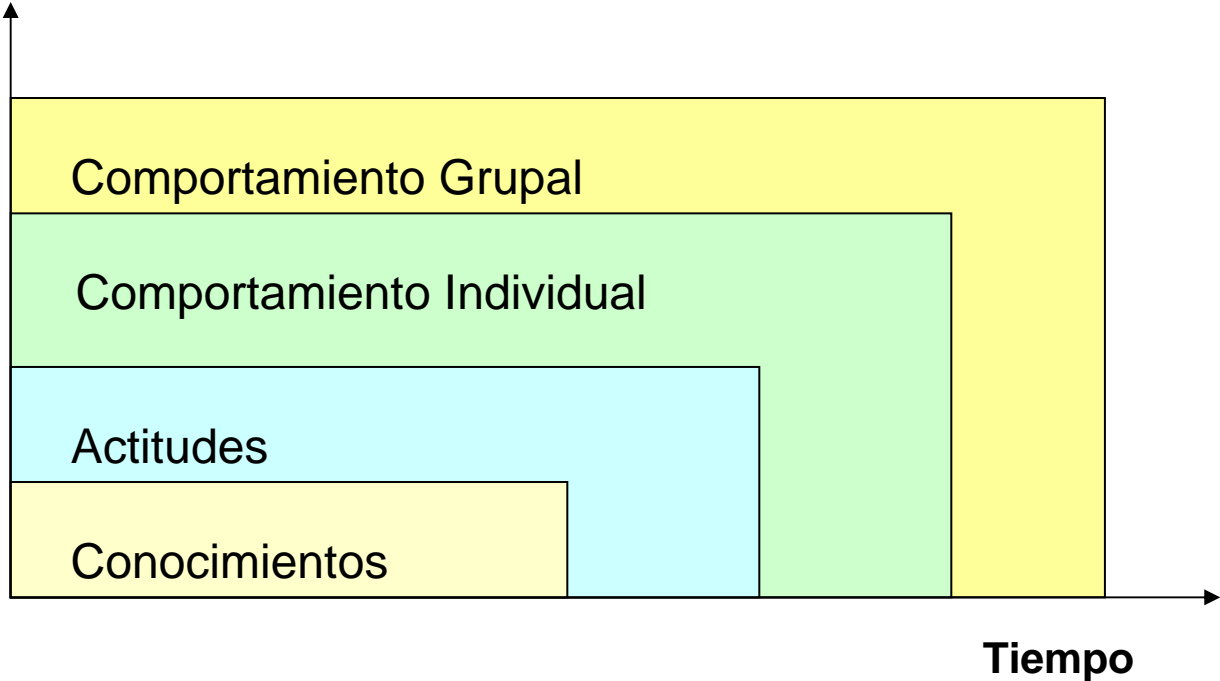 Comportamiento Grupal
Comportamiento Individual
Actitudes
Conocimientos
Tiempo